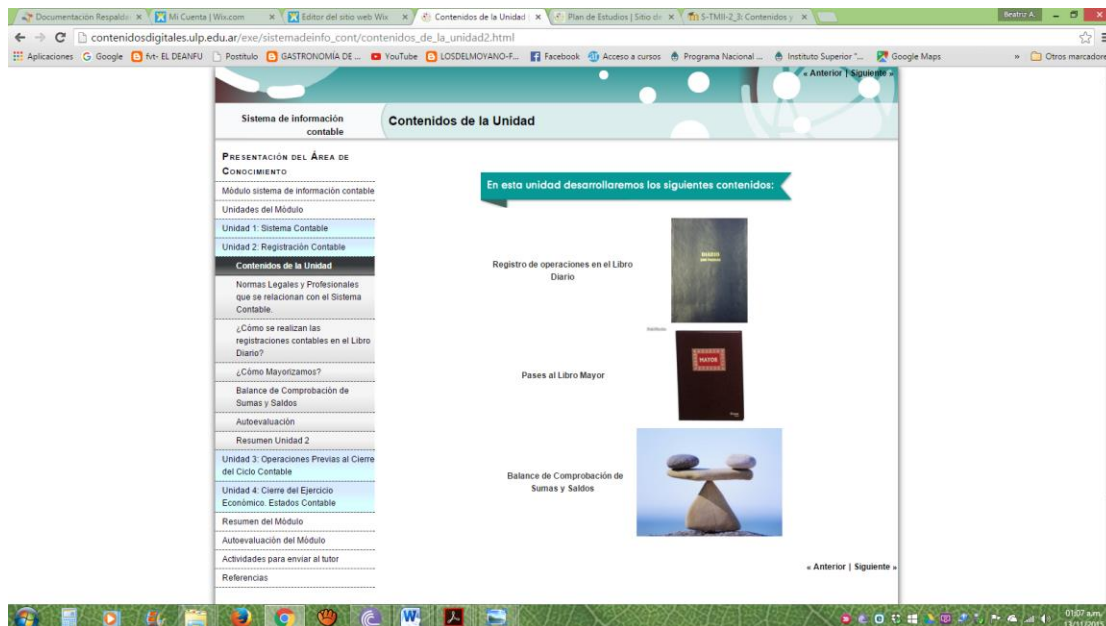 Documentación Respaldo
Mi Cuenta | Wix.com
Editor del sitio web Wix
Contenidos de la Unidad |
Plan de Estudios | Sitio de
S-TMII-2_3: Contenidos y
Beatriz A.
contenidosdigitales.ulp.edu.ar/exe/sistemadeinfo_cont/contenidos_de_la_unidad2.html
Aplicaciones
Google
fvt- EL DEANFU
Postítulo
GASTRONOMÍA DE ...
YouTube
LOSDELMOYANO-F...
Facebook
Acceso a cursos
Programa Nacional ...
Instituto Superior "...
Google Maps
»
Otros marcadores
« Anterior | Siguiente »
Sistema de información
contable
Contenidos de la Unidad
Presentación del Área de
Conocimiento
Módulo sistema de información contable
Unidades del Módulo
Unidad 1: Sistema Contable
Unidad 2: Registración Contable
Contenidos de la Unidad
Normas Legales y Profesionales
que se relacionan con el Sistema
Contable.
¿Cómo se realizan las
registraciones contables en el Libro
Diario?
¿Cómo Mayorizamos?
Balance de Comprobación de
Sumas y Saldos
Autoevaluación
Resumen Unidad 2
Unidad 3: Operaciones Previas al Cierre
del Ciclo Contable
Unidad 4: Cierre del Ejercicio
Económico. Estados Contable
Resumen del Módulo
Autoevaluación del Módulo
Actividades para enviar al tutor
Referencias
En esta unidad desarrollaremos los siguientes contenidos:
Registro de operaciones en el Libro
Diario
DIARIO
Pases al Libro Mayor
MAYOR
Balance de Comprobación de
Sumas y Saldos
« Anterior | Siguiente »
01:07 a.m.
13/11/2015